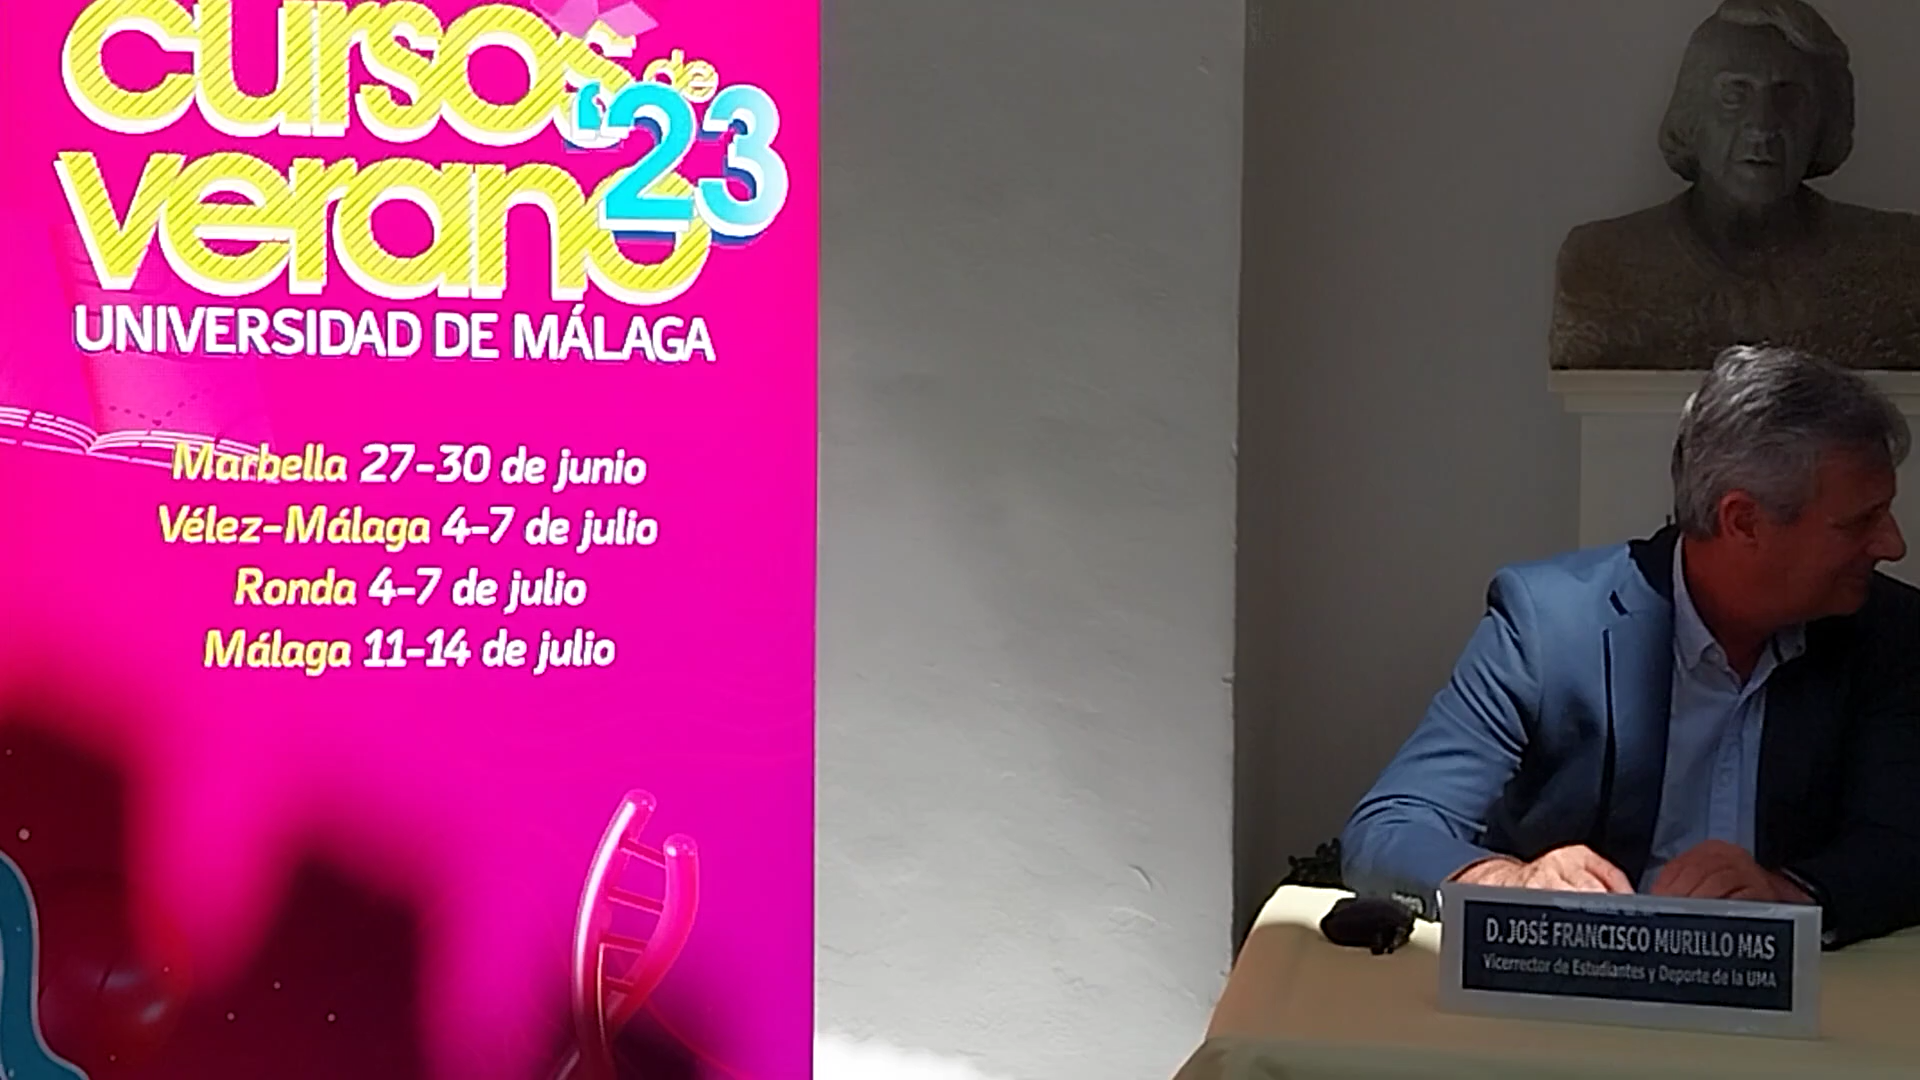 cursos de
verano '23
UNIVERSIDAD DE MÁLAGA
Marbella 27-30 de junio
Vélez-Málaga 4-7 de julio
Ronda 4-7 de julio
Málaga 11-14 de julio
D. JOSÉ FRANCISCO MURILLO MAS
Vicerrector de Estudiantes y Deporte de la UMA